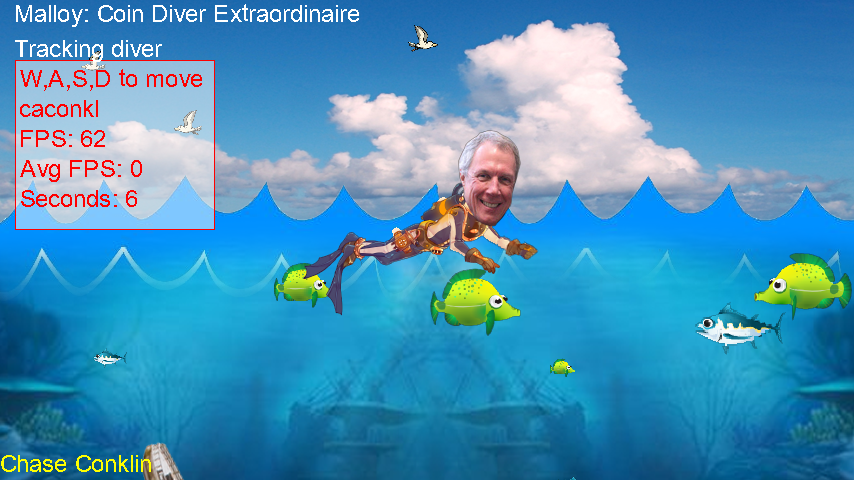 Malloy: Coin Diver Extraordinaire
Tracking diver
W,A,S,D to move
caconkl
FPS: 62
Avg FPS: 0
Seconds: 6
Chase Conklin